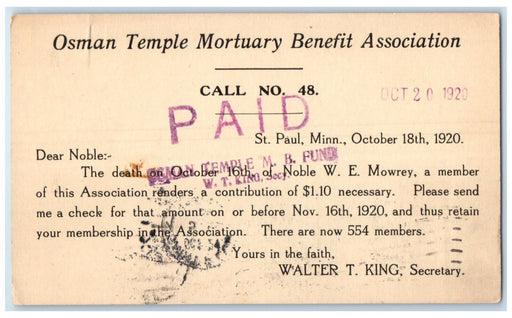 Osman Temple Mortuary Benefit Association
CALL NO. 48.
OCT 20 1920
PAID
St. Paul, Minn., October 18th, 1920.
Dear Noble:-
OSMAN TEMPLE M. B. FUND
W. T. KING, Secy.
The death on October 16th, of Noble W. E. Mowrey, a member
of this Association renders a contribution of $1.10 necessary. Please send
me a check for that amount on or before Nov. 16th, 1920, and thus retain
your membership in the Association. There are now 554 members.
Yours in the faith,
WALTER T. KING, Secretary.